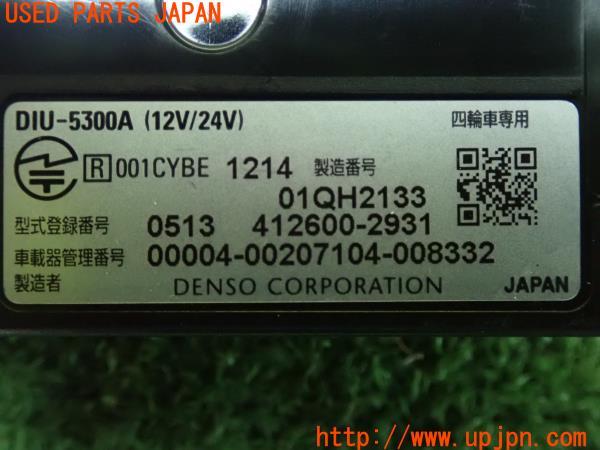 USED PARTS JAPAN
DIU-5300A (12V/24V) 四輪車専用
R 001CYBE 1214 製造番号
01QH2133
型式登録番号 0513 412600-2931
車載器管理番号 00004-00207104-008332
製造者 DENSO CORPORATION JAPAN
http://www.upjpn.com